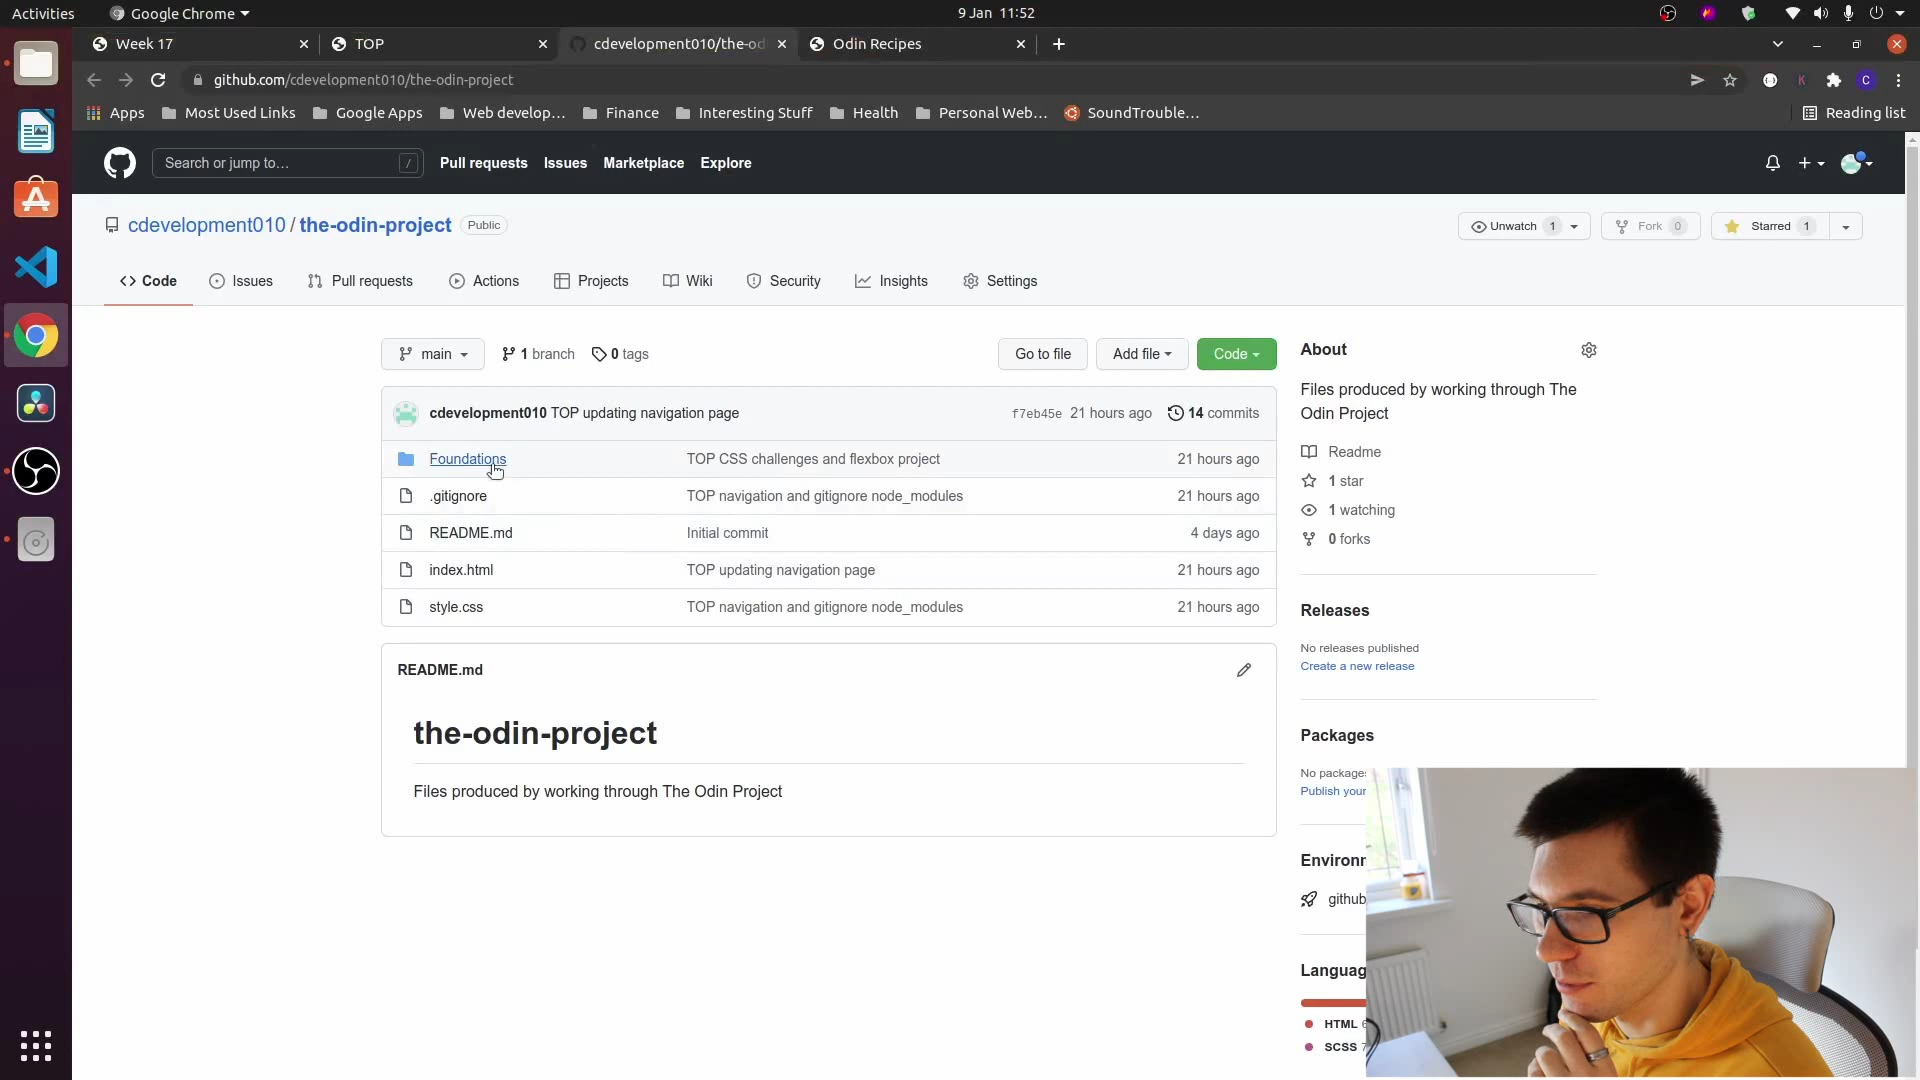 Activities Google Chrome 9 Jan 11:52
Week 17 TOP cdevelopment010/the-od Odin Recipes
github.com/cdevelopment010/the-odin-project
Apps Most Used Links Google Apps Web develop... Finance Interesting Stuff Health Personal Web... SoundTrouble... Reading list
Search or jump to... / Pull requests Issues Marketplace Explore
cdevelopment010 / the-odin-project Public Unwatch 1 Fork 0 Starred 1
Code Issues Pull requests Actions Projects Wiki Security Insights Settings
main 1 branch 0 tags Go to file Add file Code
cdevelopment010 TOP updating navigation page f7eb45e 21 hours ago 14 commits
Foundations TOP CSS challenges and flexbox project 21 hours ago
.gitignore TOP navigation and gitignore node_modules 21 hours ago
README.md Initial commit 4 days ago
index.html TOP updating navigation page 21 hours ago
style.css TOP navigation and gitignore node_modules 21 hours ago
README.md
the-odin-project
Files produced by working through The Odin Project
About
Files produced by working through The
Odin Project
Readme
1 star
1 watching
0 forks
Releases
No releases published
Create a new release
Packages
No package
Publish your
Environ
github
Languag
HTML 6
SCSS 7